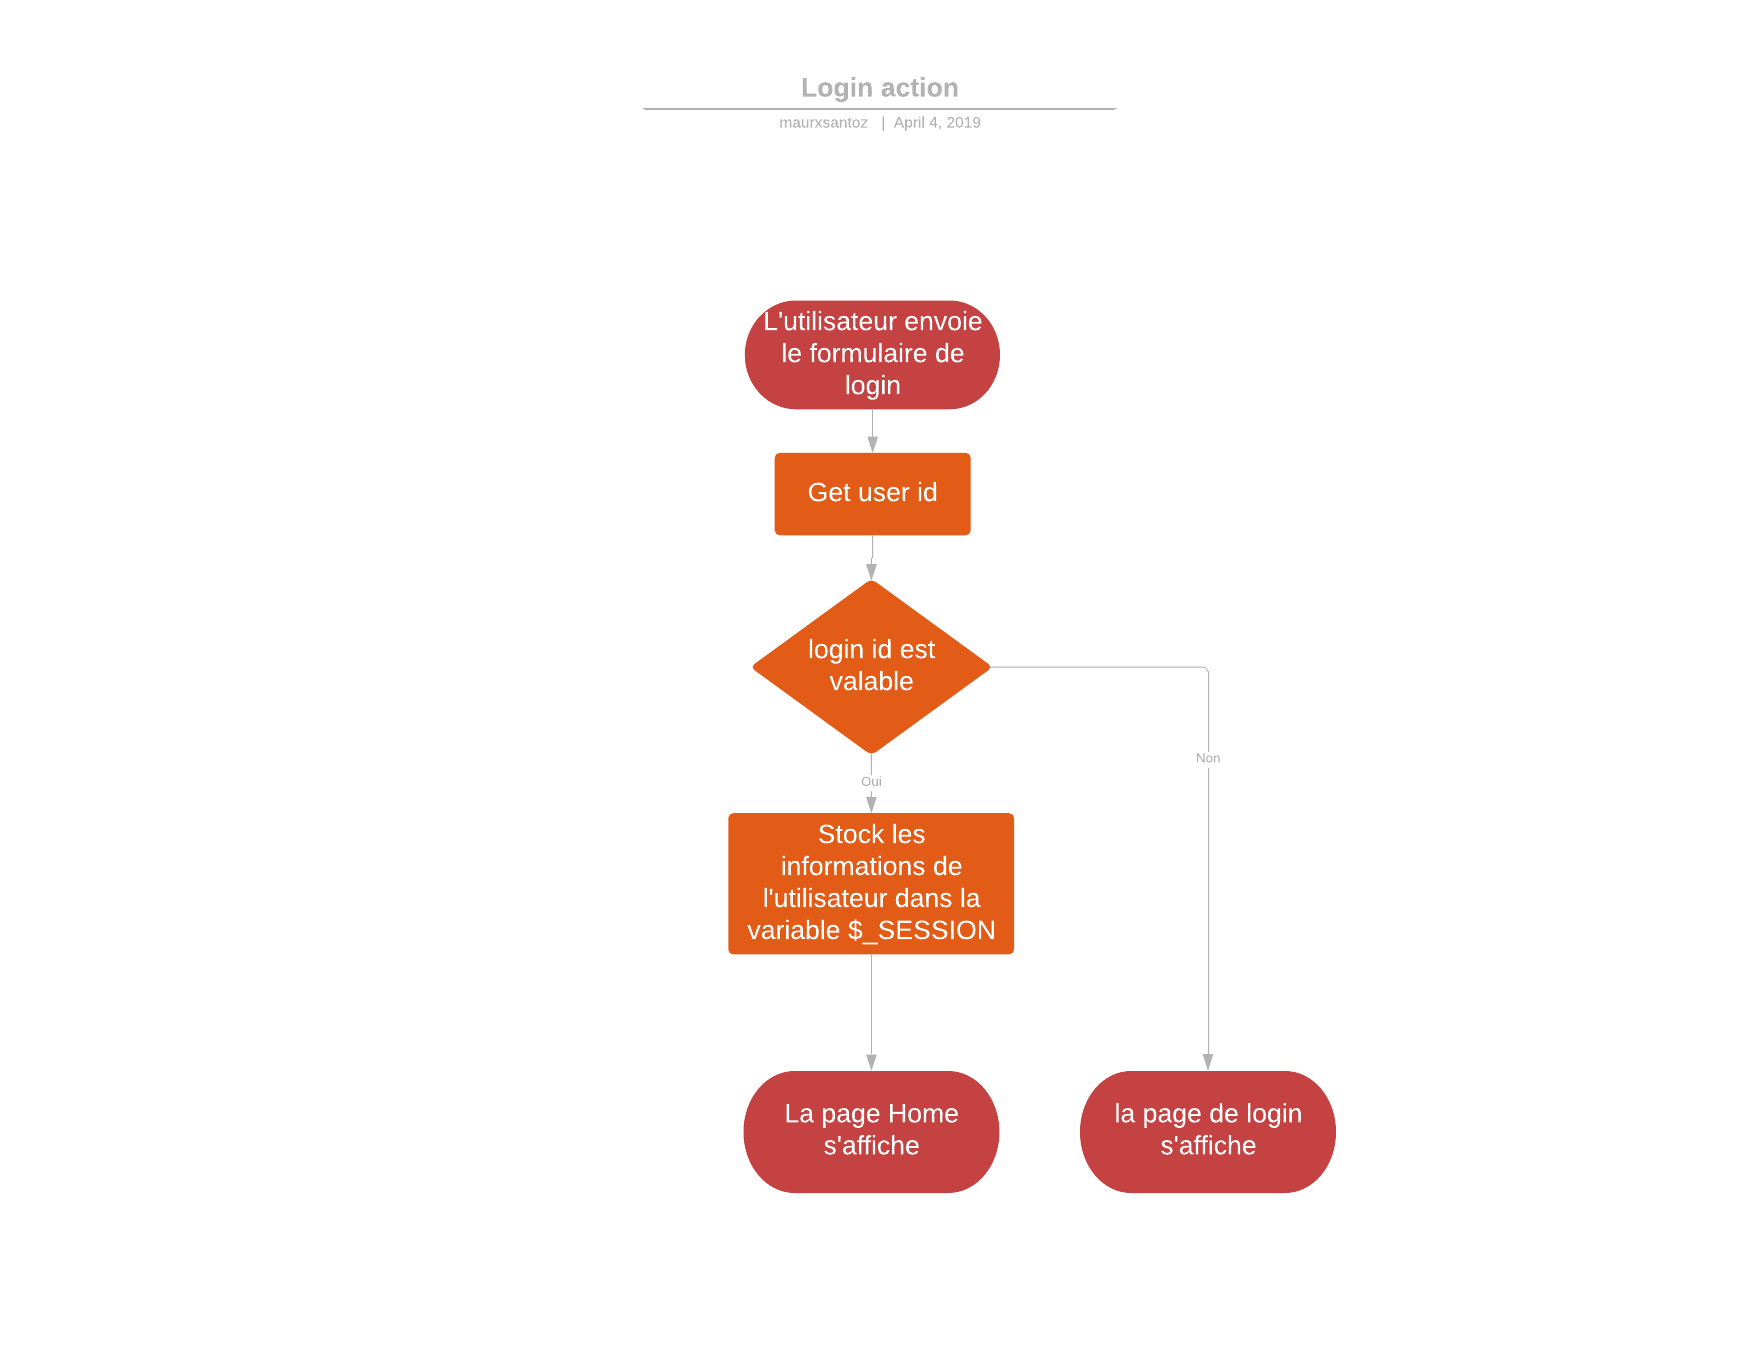 Login action
maurxsantoz | April 4, 2019
L'utilisateur envoie
le formulaire de
login
Get user id
login id est
valable
Non
Oui
Stock les
informations de
l'utilisateur dans la
variable $_SESSION
La page Home
s'affiche
la page de login
s'affiche